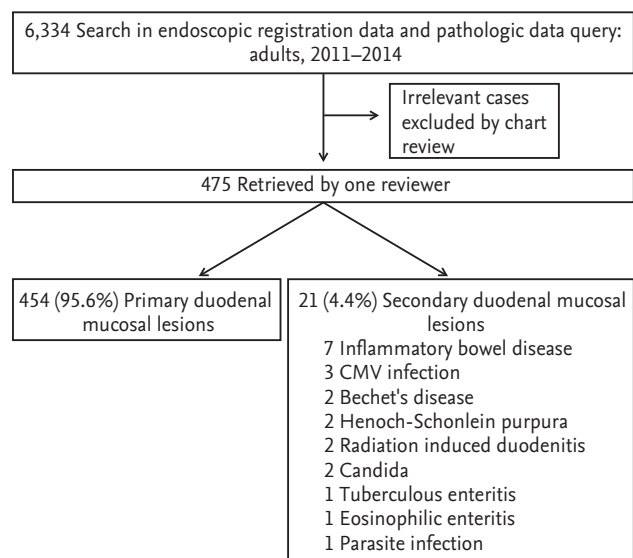 6,334 Search in endoscopic registration data and pathologic data query:
adults, 2011–2014
Irrelevant cases
excluded by chart
review
475 Retrieved by one reviewer
454 (95.6%) Primary duodenal
mucosal lesions
21 (4.4%) Secondary duodenal mucosal
lesions
7 Inflammatory bowel disease
3 CMV infection
2 Bechet's disease
2 Henoch-Schonlein purpura
2 Radiation induced duodenitis
2 Candida
1 Tuberculous enteritis
1 Eosinophilic enteritis
1 Parasite infection